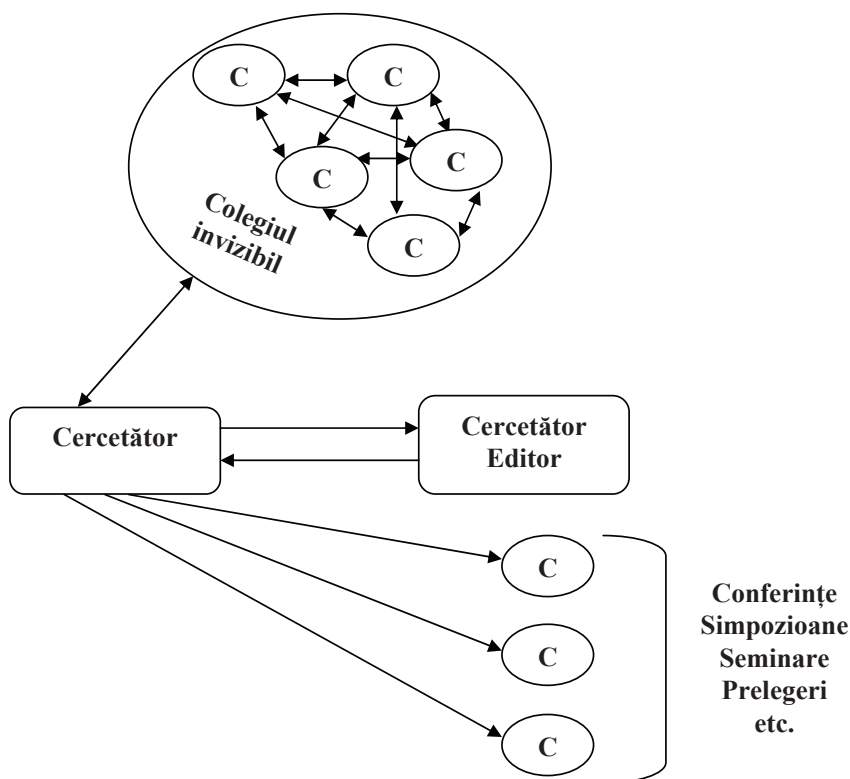 C
C
C
C
C
Colegiul
invizibil
Cercetător
Cercetător
Editor
C
C
C
Conferințe
Simpozioane
Seminare
Prelegeri
etc.